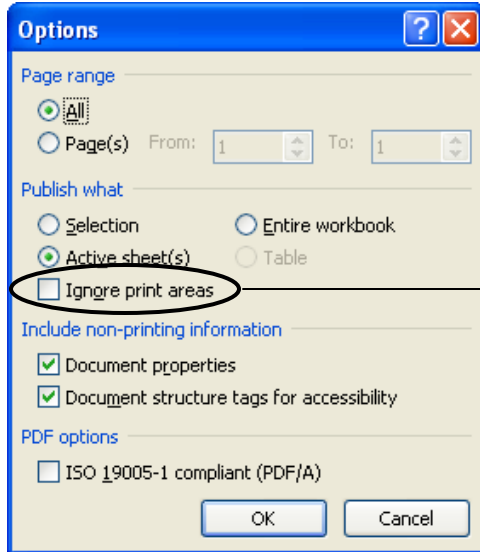 Options
Page range
All
Page(s) From: 1 To: 1
Publish what
Selection Entire workbook
Active sheet(s) Table
Ignore print areas
Include non-printing information
Document properties
Document structure tags for accessibility
PDF options
ISO 19005-1 compliant (PDF/A)
OK Cancel